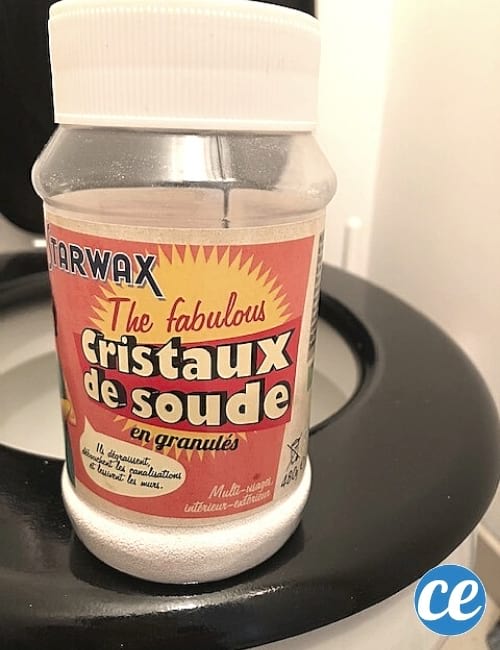 STARWAX
The fabulous
cristaux
de soude
en granulés
Ils dégraissent,
débouchent les canalisations
et lessivent les murs.
Multi-usages
intérieur-extérieur
480g
ce